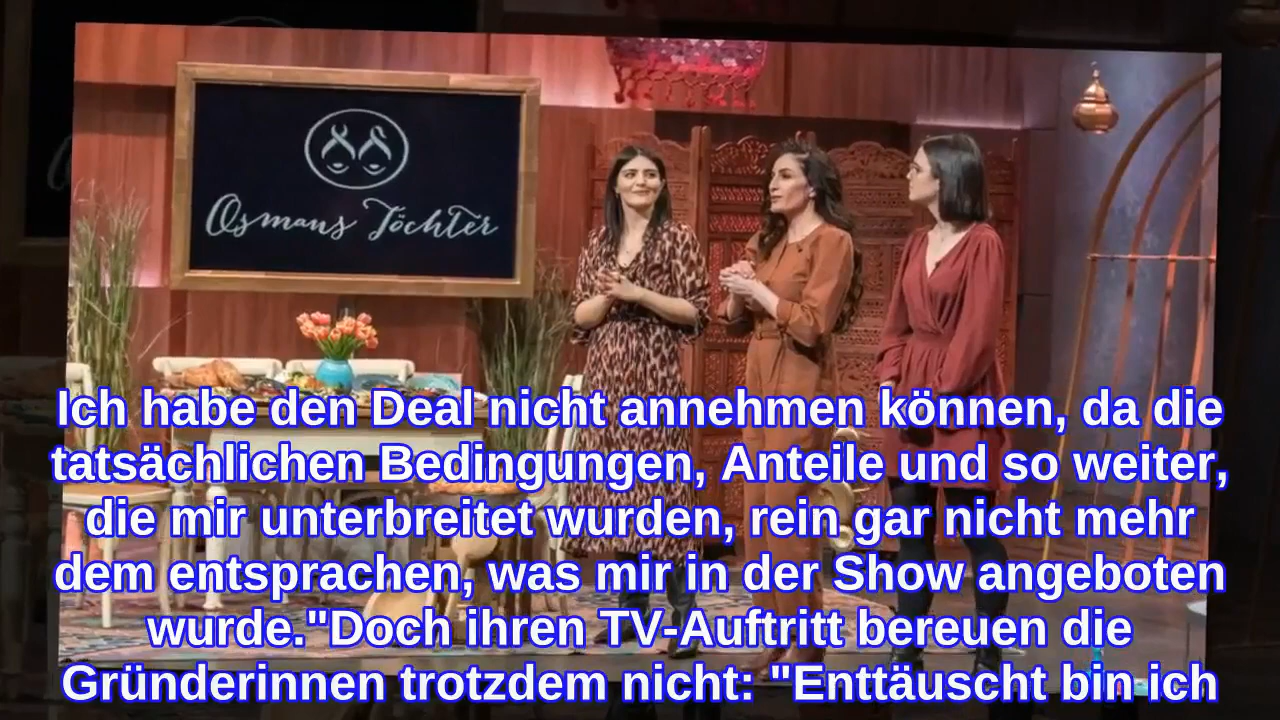 Osmans Töchter
Ich habe den Deal nicht annehmen können, da die
tatsächlichen Bedingungen, Anteile und so weiter,
die mir unterbreitet wurden, rein gar nicht mehr
dem entsprachen, was mir in der Show angeboten
wurde."Doch ihren TV-Auftritt bereuen die
Gründerinnen trotzdem nicht: "Enttäuscht bin ich